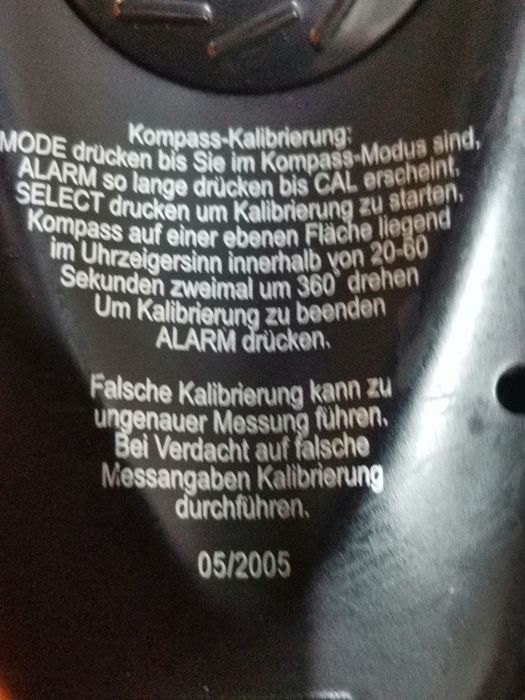 Kompass-Kalibrierung:
MODE drücken bis Sie im Kompass-Modus sind,
ALARM so lange drücken bis CAL erscheint,
SELECT drucken um Kalibrierung zu starten,
Kompass auf einer ebenen Fläche liegend
im Uhrzeigersinn innerhalb von 20-60
Sekunden zweimal um 360° drehen
Um Kalibrierung zu beenden
ALARM drücken.
Falsche Kalibrierung kann zu
ungenauer Messung führen.
Bei Verdacht auf falsche
Messangaben Kalibrierung
durchführen.
05/2005